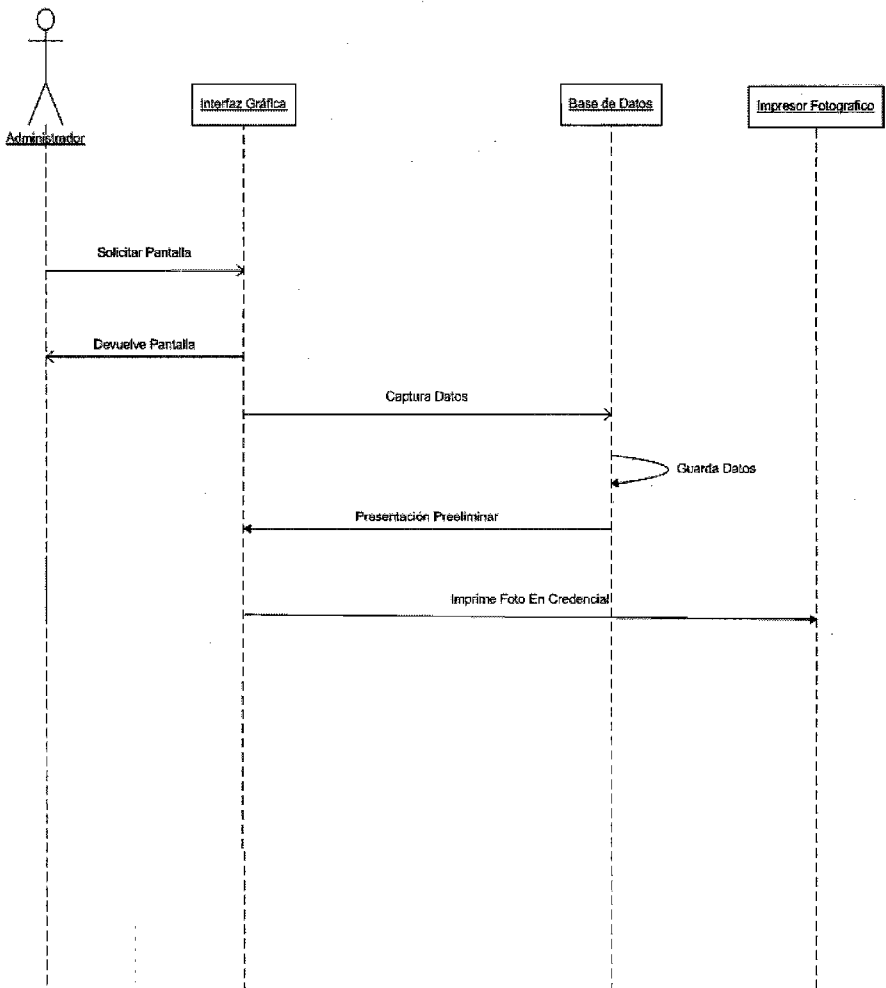 Administrador
Interfaz Gráfica
Base de Datos
Impresor Fotografico
Solicitar Pantalla
Devuelve Pantalla
Captura Datos
Guarda Datos
Presentación Preeliminar
Imprime Foto En Credencial